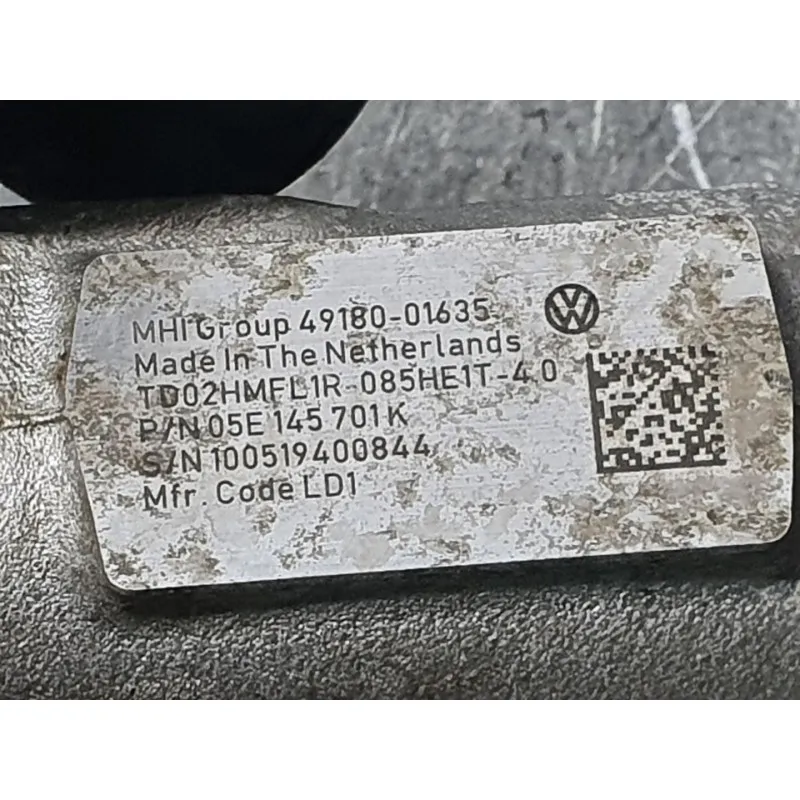 MHI Group 49180-01635
Made In The Netherlands
TD02HMFL1R-085HE1T-4.0
P/N 05E 145 701 K
S/N 100519400844
Mfr. Code LD1